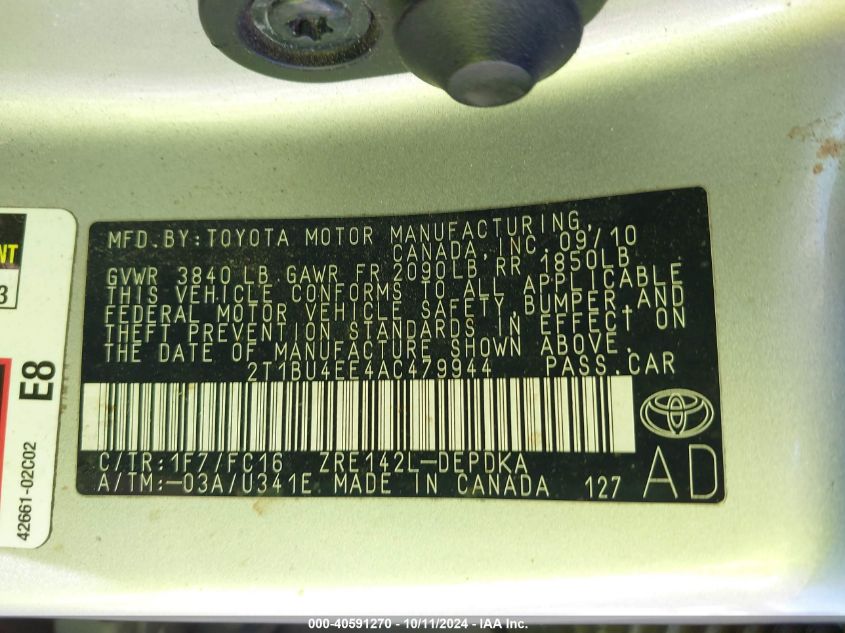 MFD.BY:TOYOTA MOTOR MANUFACTURING,
CANADA,INC.09/10
GVWR 3840 LB GAWR FR 2090LB RR 1850LB
THIS VEHICLE CONFORMS TO ALL APPLICABLE
FEDERAL MOTOR VEHICLE SAFETY,BUMPER,AND
THEFT PREVENTION STANDARDS IN EFFECT ON
THE DATE OF MANUFACTURE SHOWN ABOVE.
2T1BU4EE4AC479944 PASS.CAR
C/TR:1F7/FC16 ZRE142L-DEPDKA
A/TM:-03A/U341E MADE IN CANADA 127
AD
NT
3
E8
42661-02C02
000-40591270 - 10/11/2024 - IAA Inc.